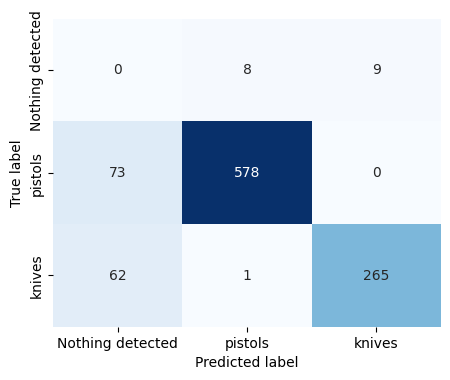 True label
Nothing detected
0 8 9
pistols
73 578 0
knives
62 1 265
Nothing detected pistols knives
Predicted label